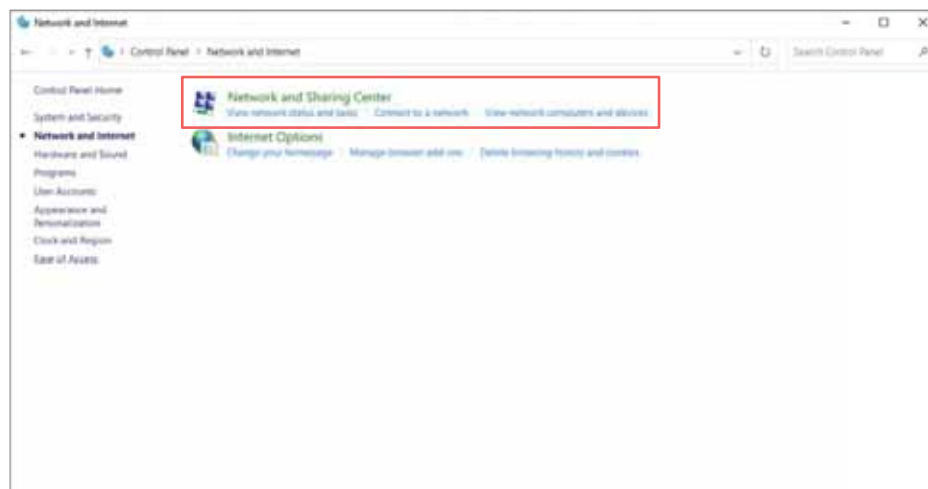 Network and Internet
Control Panel > Network and Internet
Search Control Panel
Control Panel Home
System and Security
Network and Internet
Hardware and Sound
Programs
User Accounts
Appearance and
Personalization
Clock and Region
Ease of Access
Network and Sharing Center
View network status and tasks Connect to a network View network computers and devices
Internet Options
Change your homepage Manage browser add-ons Delete browsing history and cookies